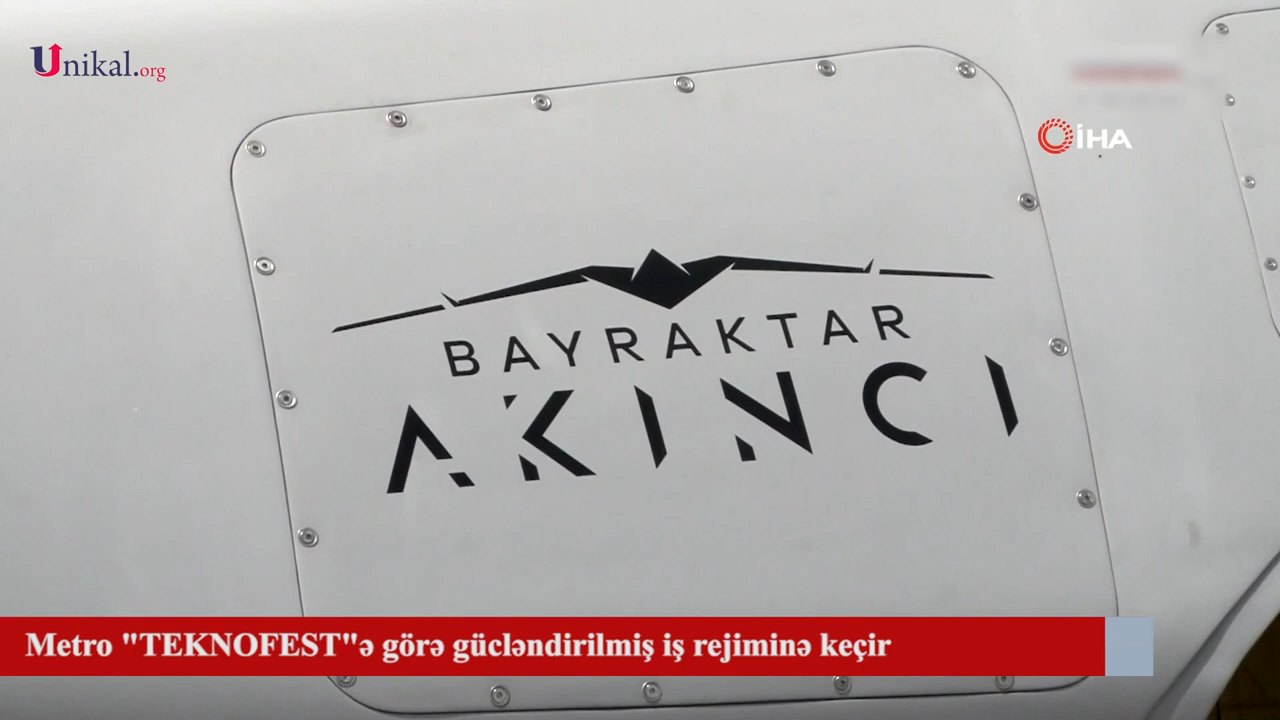 Unikal.org
İHA
BAYRAKTAR
AKINCI
Metro "TEKNOFEST"ə görə gücləndirilmiş iş rejiminə keçir